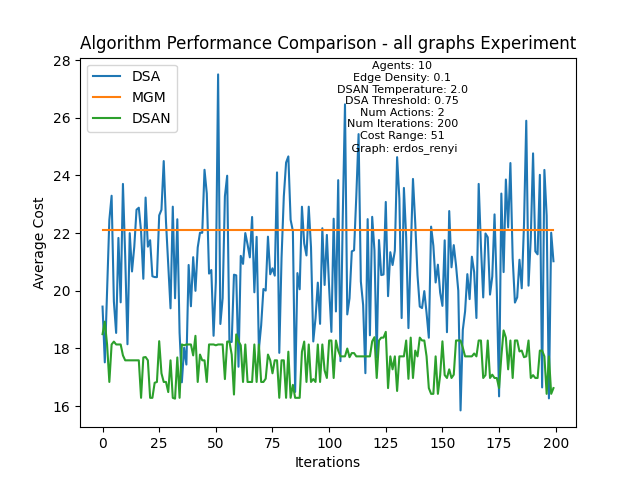 Algorithm Performance Comparison - all graphs Experiment
DSA
MGM
DSAN
Agents: 10
Edge Density: 0.1
DSAN Temperature: 2.0
DSA Threshold: 0.75
Num Actions: 2
Num Iterations: 200
Cost Range: 51
Graph: erdos_renyi
Average Cost
28
26
24
22
20
18
16
0 25 50 75 100 125 150 175 200
Iterations